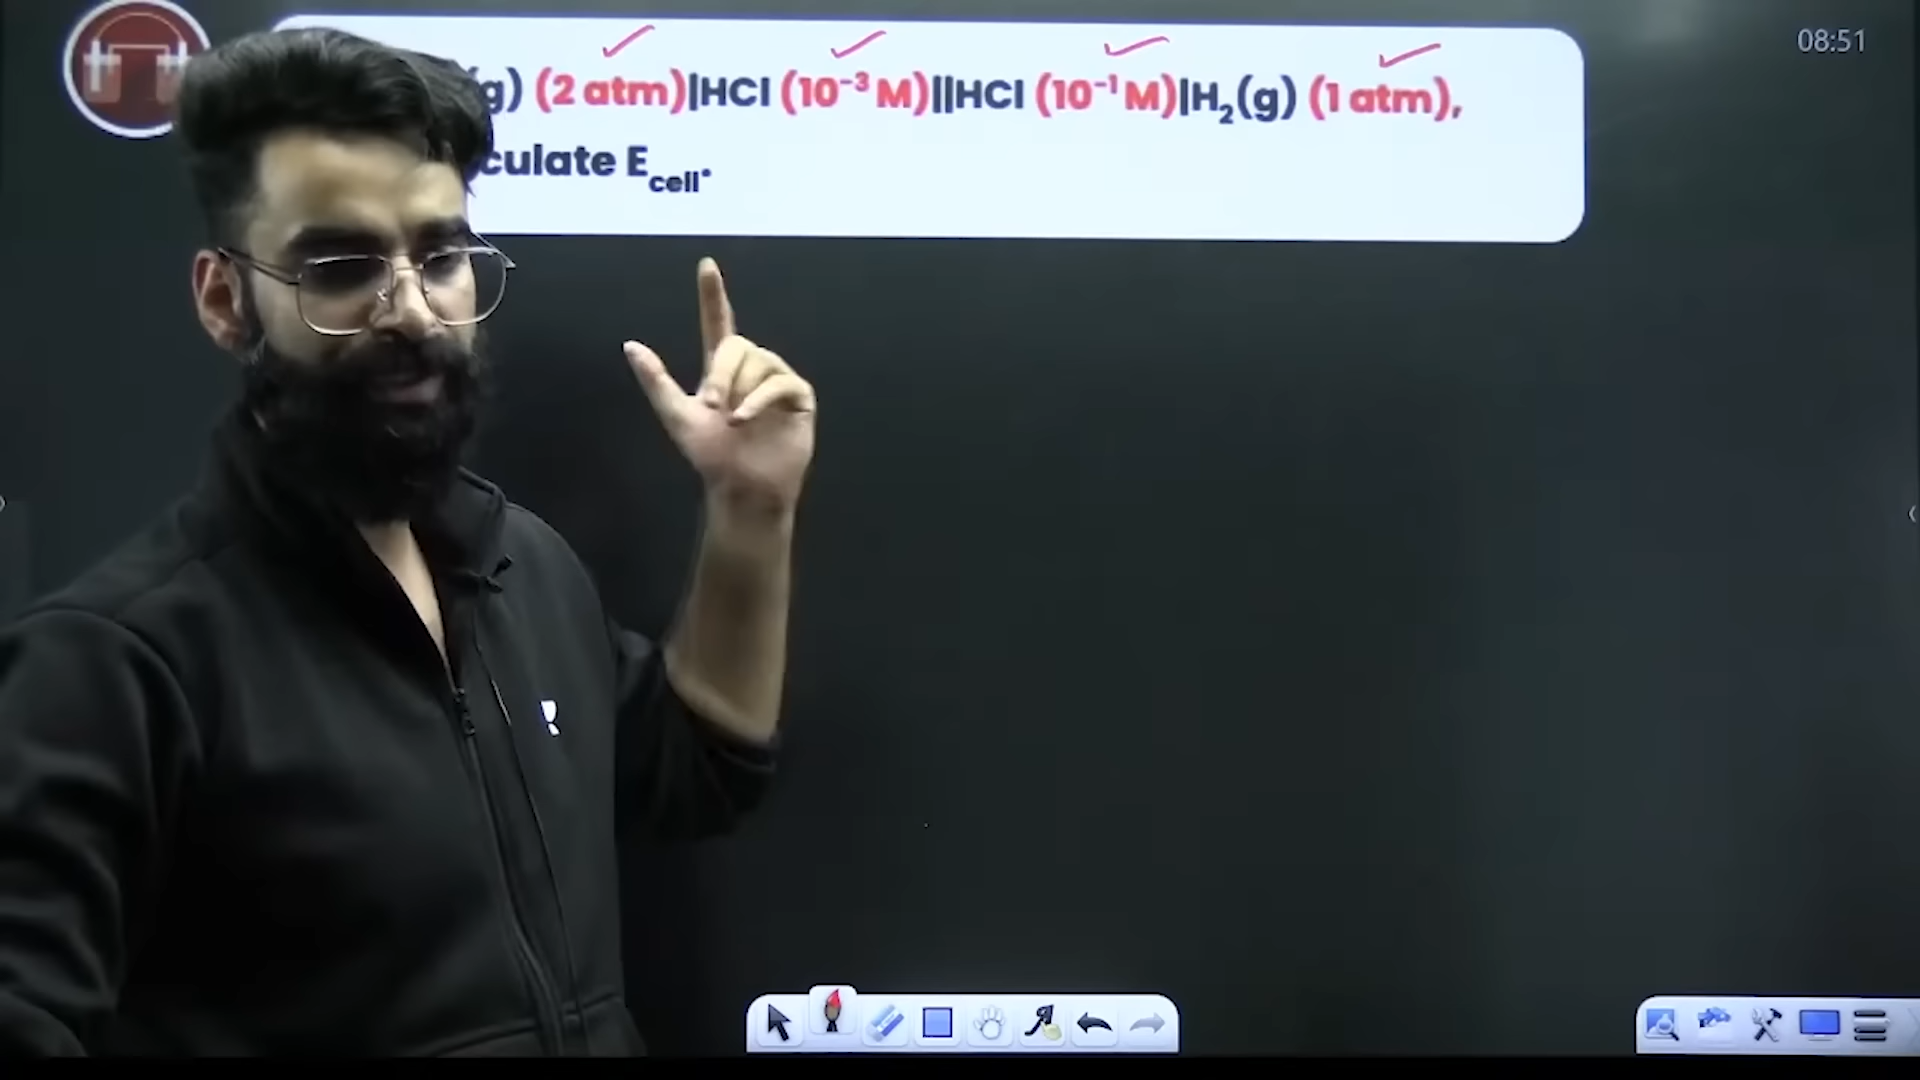 08:51
g) (2 atm)|HCl (10⁻³ M)||HCl (10⁻¹ M)|H₂(g) (1 atm),
culate E_cell.